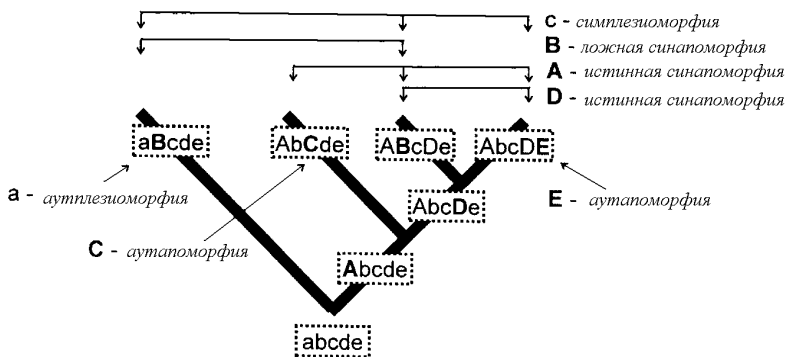 c - симплезиоморфия
B - ложная синапоморфия
A - истинная синапоморфия
D - истинная синапоморфия
aBcde AbCde ABcDe AbcDE
a - аутплезиоморфия AbcDe E - аутапоморфия
C - аутапоморфия Abcde
abcde